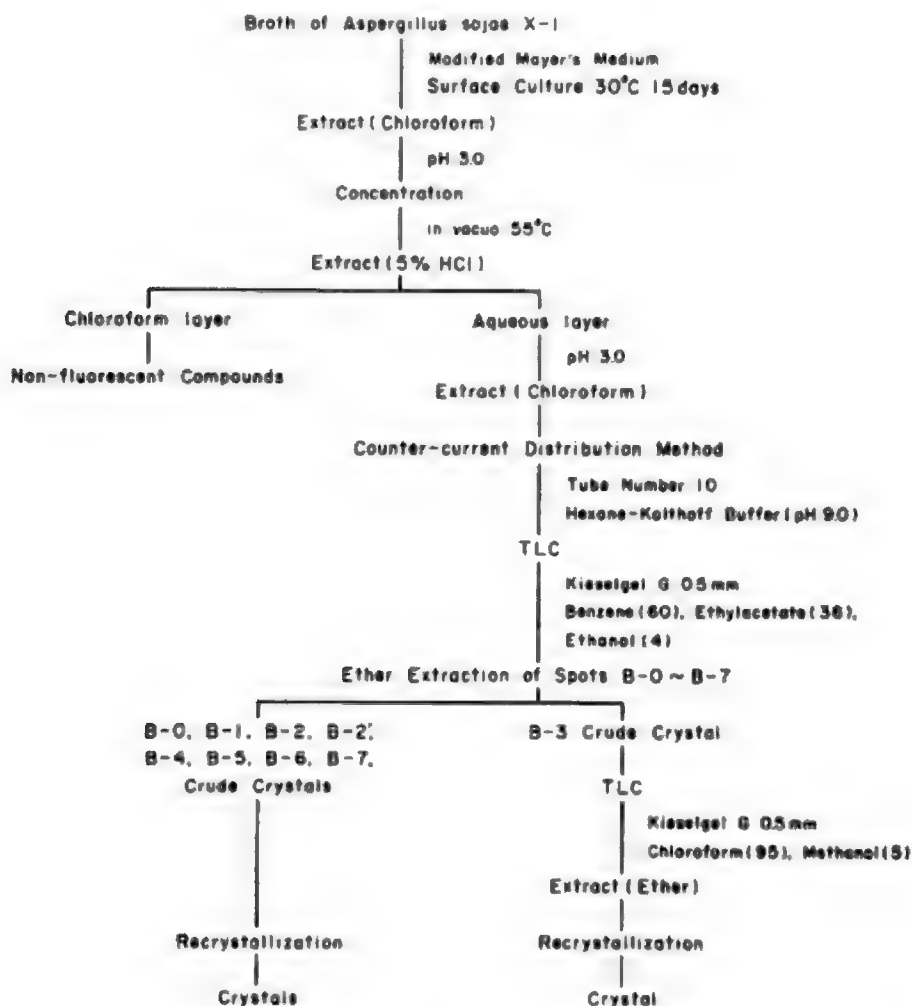 Broth of Aspergillus sojae X-1
Modified Mayer's Medium
Surface Culture 30°C 15days
Extract (Chloroform)
pH 3.0
Concentration
in vacuo 55°C
Extract (5% HCl)
Chloroform layer
Aqueous layer
pH 3.0
Non-fluorescent Compounds
Extract (Chloroform)
Counter-current Distribution Method
Tube Number 10
Hexane-Kolthoff Buffer (pH 9.0)
TLC
Kieselgel G 0.5mm
Benzene(60), Ethylacetate(36),
Ethanol(4)
Ether Extraction of Spots B-0 ~ B-7
B-0, B-1, B-2, B-2',
B-4, B-5, B-6, B-7,
Crude Crystals
B-3 Crude Crystal
TLC
Kieselgel G 0.5mm
Chloroform(95), Methanol(5)
Extract (Ether)
Recrystallization
Recrystallization
Crystals
Crystal